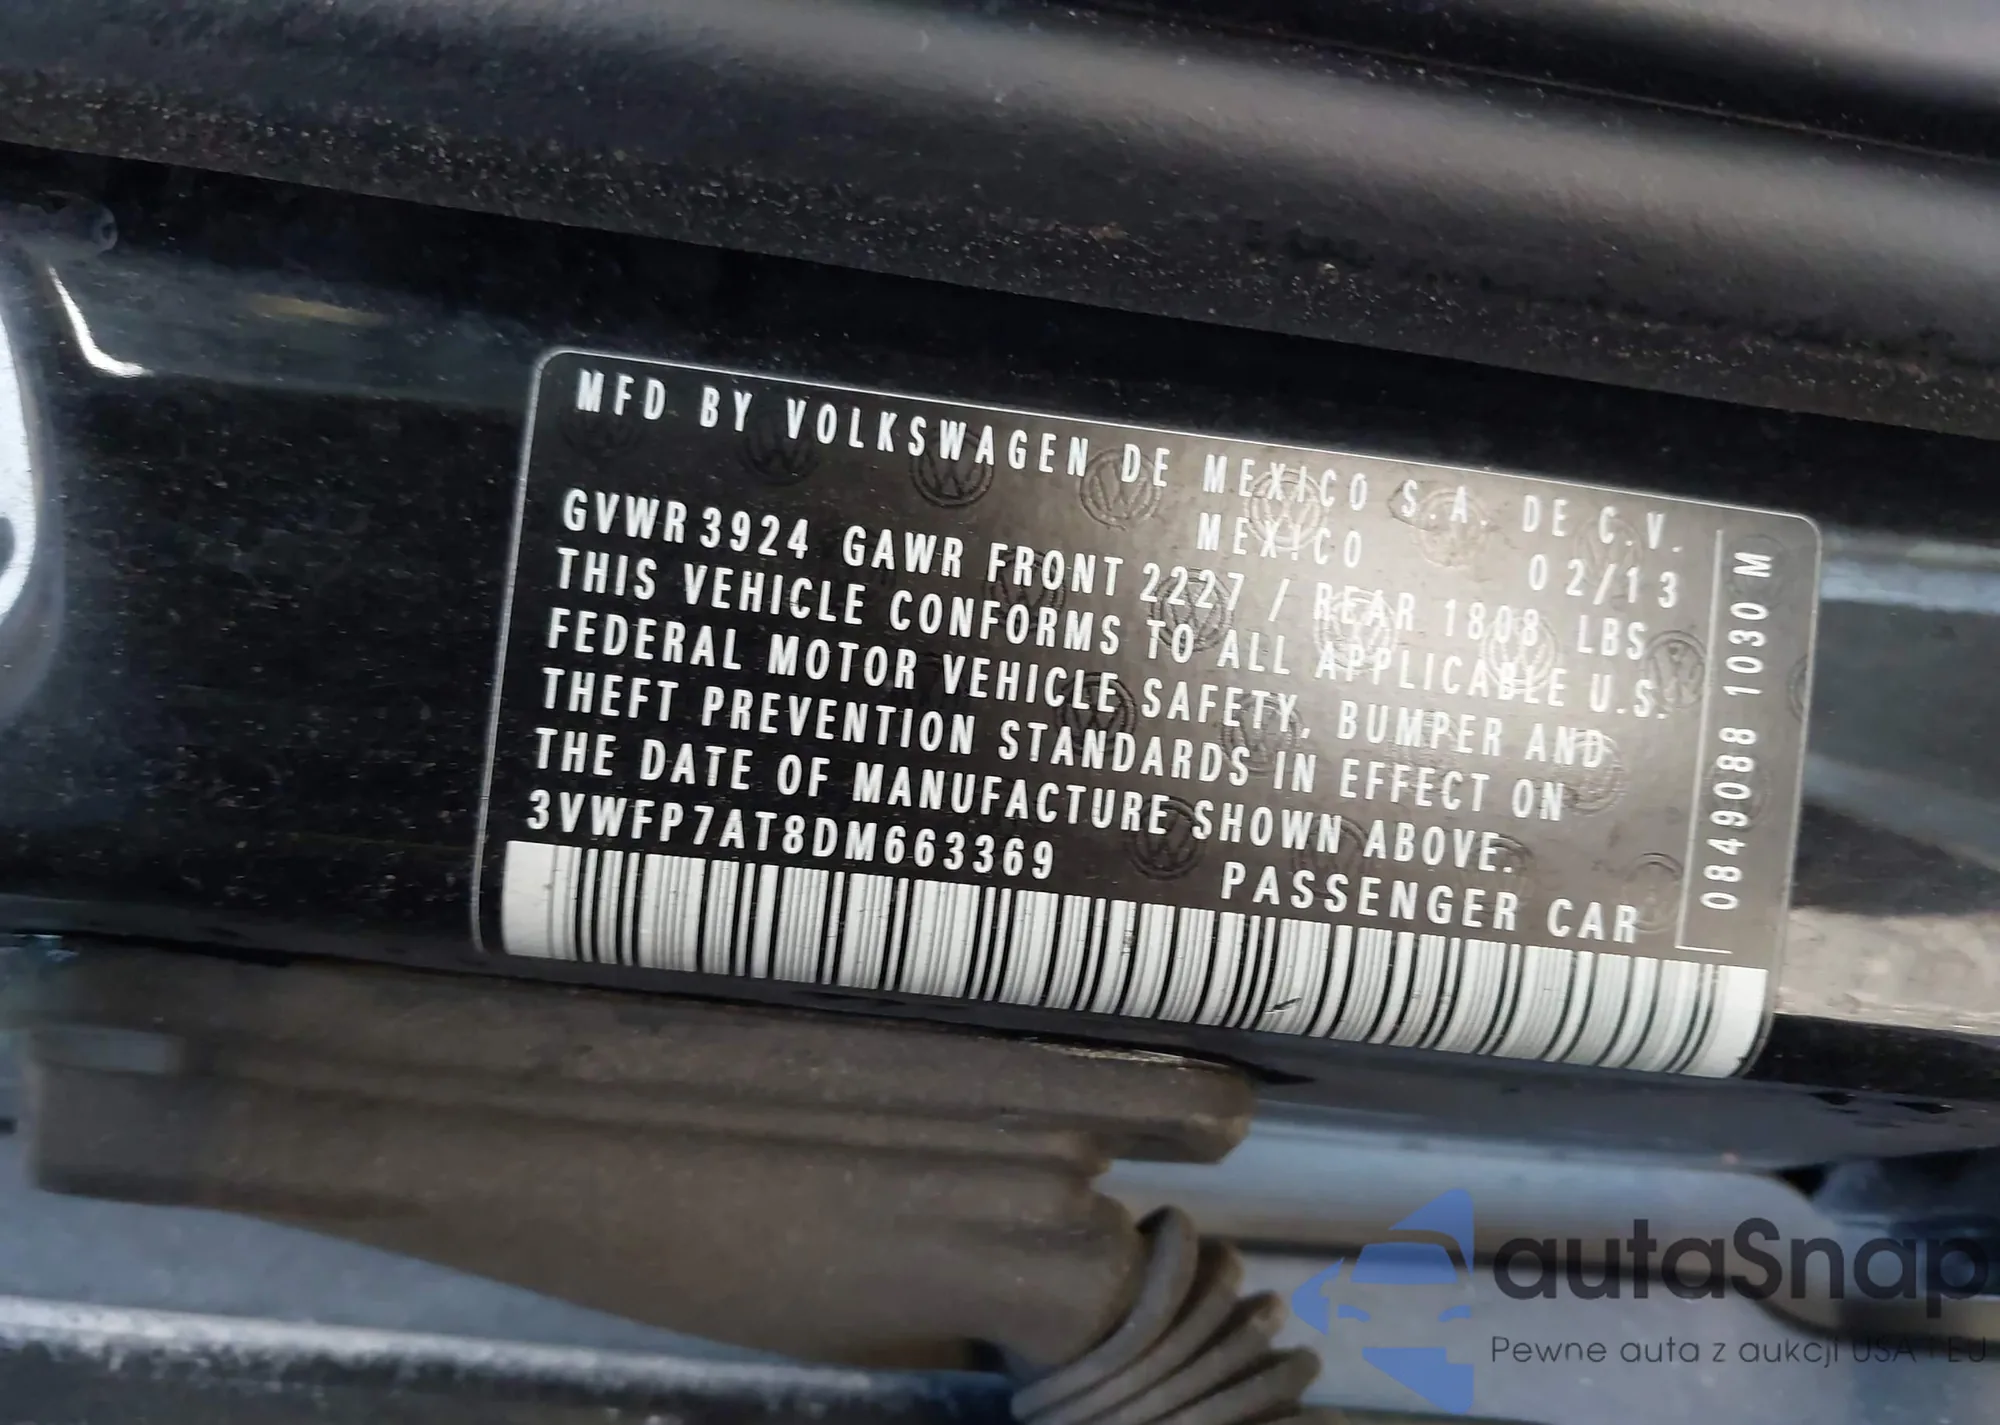 MFD BY VOLKSWAGEN DE MEXICO S.A. DE C.V.
MEXICO 02/13
GVWR 3924 GAWR FRONT 2227 / REAR 1808 LBS
THIS VEHICLE CONFORMS TO ALL APPLICABLE U.S.
FEDERAL MOTOR VEHICLE SAFETY, BUMPER AND
THEFT PREVENTION STANDARDS IN EFFECT ON
THE DATE OF MANUFACTURE SHOWN ABOVE.
3VWFP7AT8DM663369
PASSENGER CAR
0849088 1030 M
autaSnap
Pewne auta z aukcji USA i EU